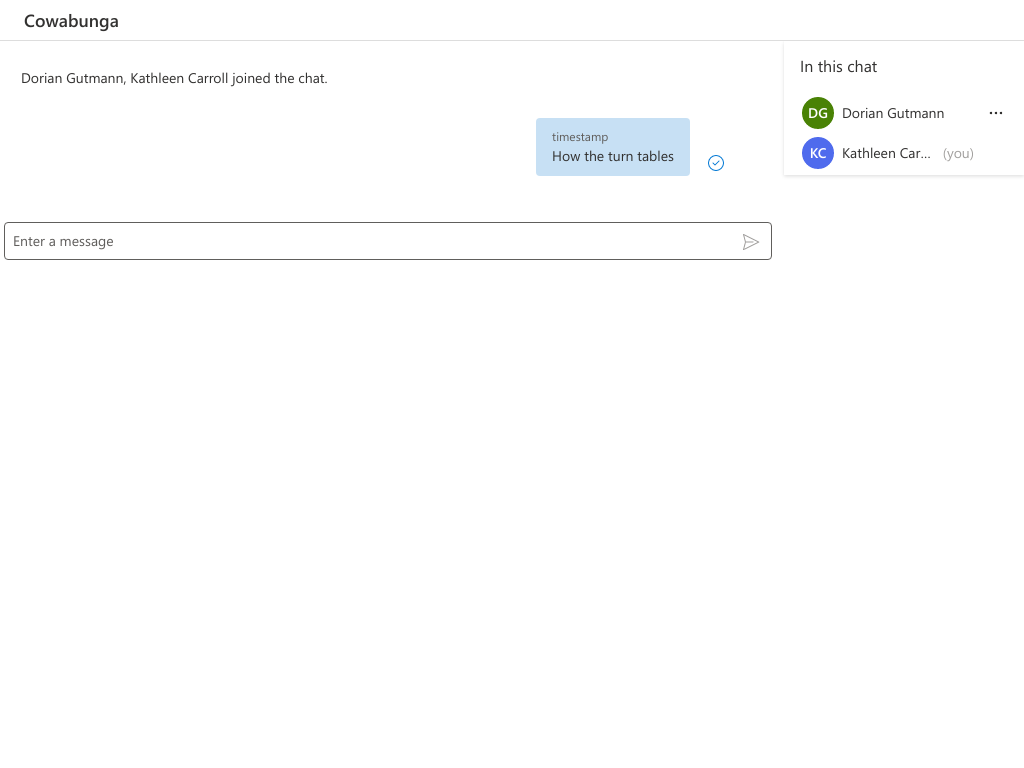 Cowabunga
Dorian Gutmann, Kathleen Carroll joined the chat.
timestamp
How the turn tables
Enter a message
In this chat
DG Dorian Gutmann
KC Kathleen Car... (you)